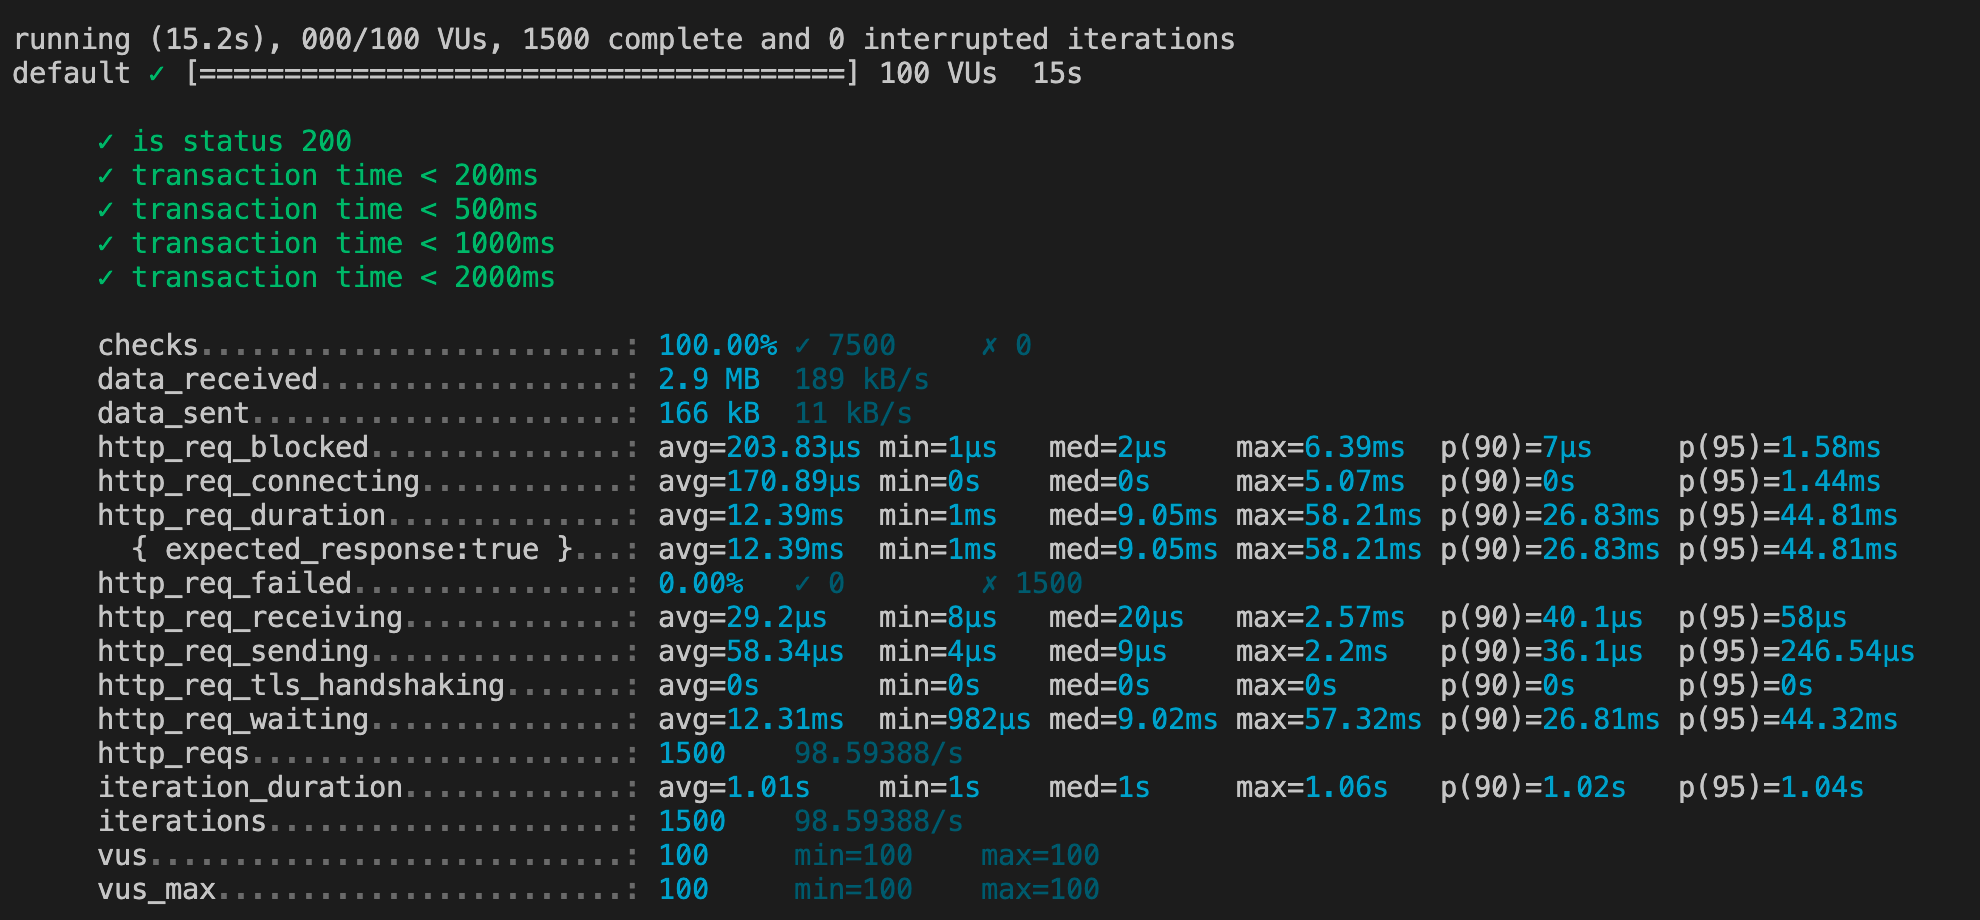 running (15.2s), 000/100 VUs, 1500 complete and 0 interrupted iterations
default ✓ [======================================] 100 VUs  15s
✓ is status 200
✓ transaction time < 200ms
✓ transaction time < 500ms
✓ transaction time < 1000ms
✓ transaction time < 2000ms
checks.........................: 100.00% ✓ 7500     ✗ 0
data_received..................: 2.9 MB  189 kB/s
data_sent......................: 166 kB  11 kB/s
http_req_blocked...............: avg=203.83µs min=1µs   med=2µs    max=6.39ms  p(90)=7µs     p(95)=1.58ms
http_req_connecting............: avg=170.89µs min=0s    med=0s     max=5.07ms  p(90)=0s      p(95)=1.44ms
http_req_duration..............: avg=12.39ms  min=1ms   med=9.05ms max=58.21ms p(90)=26.83ms p(95)=44.81ms
{ expected_response:true }...: avg=12.39ms  min=1ms   med=9.05ms max=58.21ms p(90)=26.83ms p(95)=44.81ms
http_req_failed................: 0.00%   ✓ 0        ✗ 1500
http_req_receiving.............: avg=29.2µs   min=8µs   med=20µs   max=2.57ms  p(90)=40.1µs  p(95)=58µs
http_req_sending...............: avg=58.34µs  min=4µs   med=9µs    max=2.2ms   p(90)=36.1µs  p(95)=246.54µs
http_req_tls_handshaking.......: avg=0s       min=0s    med=0s     max=0s      p(90)=0s      p(95)=0s
http_req_waiting...............: avg=12.31ms  min=982µs med=9.02ms max=57.32ms p(90)=26.81ms p(95)=44.32ms
http_reqs......................: 1500    98.59388/s
iteration_duration.............: avg=1.01s    min=1s    med=1s     max=1.06s   p(90)=1.02s   p(95)=1.04s
iterations.....................: 1500    98.59388/s
vus............................: 100     min=100    max=100
vus_max........................: 100     min=100    max=100